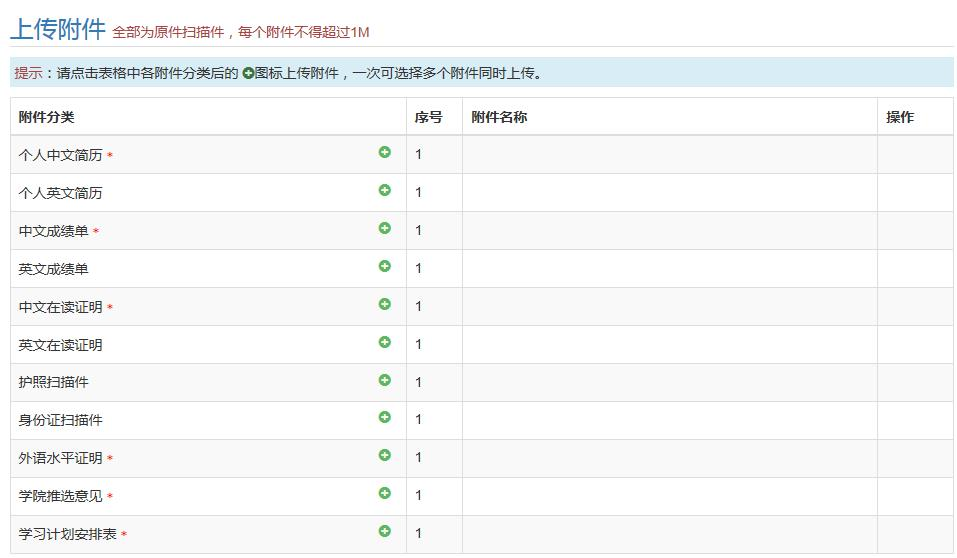 上传附件 全部为原件扫描件，每个附件不得超过1M
提示：请点击表格中各附件分类后的 图标上传附件，一次可选择多个附件同时上传。
附件分类 序号 附件名称 操作
个人中文简历 * 1
个人英文简历 1
中文成绩单 * 1
英文成绩单 1
中文在读证明 * 1
英文在读证明 1
护照扫描件 1
身份证扫描件 1
外语水平证明 * 1
学院推选意见 * 1
学习计划安排表 * 1